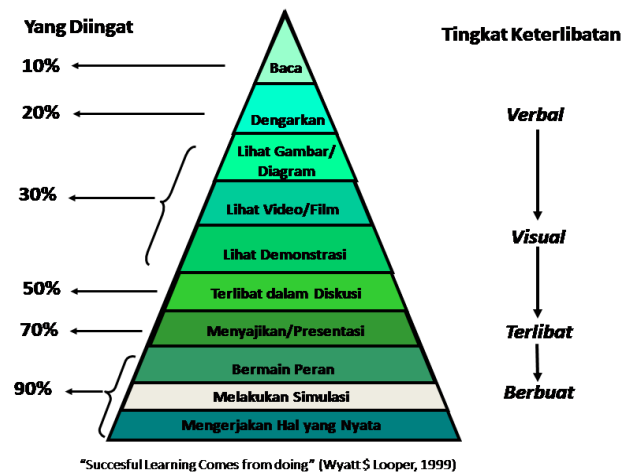 Yang Diingat
Tingkat Keterlibatan
10%
Baca
20%
Dengarkan
Verbal
Lihat Gambar/
Diagram
30%
Lihat Video/Film
Visual
Lihat Demonstrasi
50%
Terlibat dalam Diskusi
70%
Menyajikan/Presentasi
Terlibat
Bermain Peran
90%
Melakukan Simulasi
Berbuat
Mengerjakan Hal yang Nyata
“Succesful Learning Comes from doing” (Wyatt $ Looper, 1999)